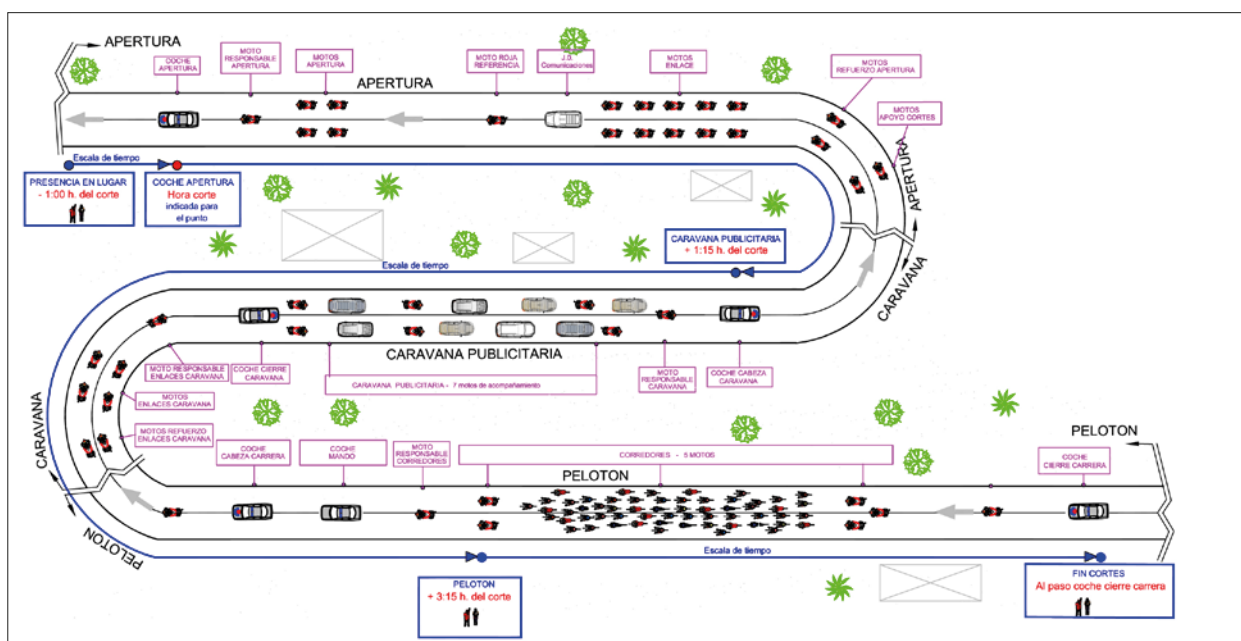 APERTURA
COCHE
APERTURA
MOTO
RESPONSABLE
APERTURA
MOTOS
APERTURA
MOTO ROJA
REFERENCIA
J.D.
Comunicaciones
MOTOS
ENLACE
MOTOS
REFUERZO APERTURA
MOTOS
APOYO CORTES
APERTURA
Escala de tiempo
PRESENCIA EN LUGAR
- 1:00 h. del corte
COCHE APERTURA
Hora corte
indicada para
el punto
APERTURA
CARAVANA
CARAVANA PUBLICITARIA
+ 1:15 h. del corte
Escala de tiempo
CARAVANA PUBLICITARIA
MOTO RESPONSABLE
ENLACES CARAVANA
COCHE CIERRE
CARAVANA
CARAVANA PUBLICITARIA - 7 motos de acompañamiento
MOTO
RESPONSABLE
CARAVANA
COCHE CABEZA
CARAVANA
MOTOS
ENLACES CARAVANA
MOTOS REFUERZO
ENLACES CARAVANA
CARAVANA
PELOTON
COCHE
CABEZA CARRERA
COCHE
MANDO
MOTO
RESPONSABLE
CORREDORES
CORREDORES - 5 MOTOS
PELOTON
PELOTON
COCHE
CIERRE CARRERA
Escala de tiempo
PELOTON
+ 3:15 h. del corte
FIN CORTES
Al paso coche cierre carrera